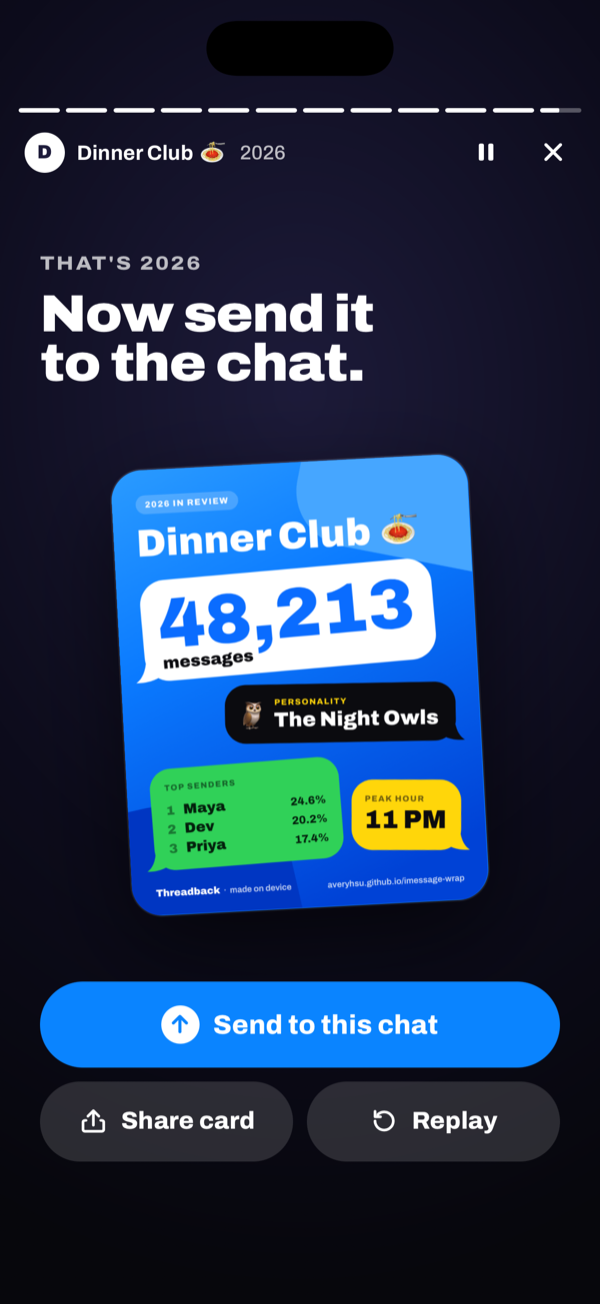 D Dinner Club 🍝 2026
THAT'S 2026
Now send it
to the chat.
2026 IN REVIEW
Dinner Club 🍝
48,213
messages
PERSONALITY
The Night Owls
TOP SENDERS
1 Maya 24.6%
2 Dev 20.2%
3 Priya 17.4%
PEAK HOUR
11 PM
Threadback · made on device
averyhsu.github.io/imessage-wrap
Send to this chat
Share card
Replay